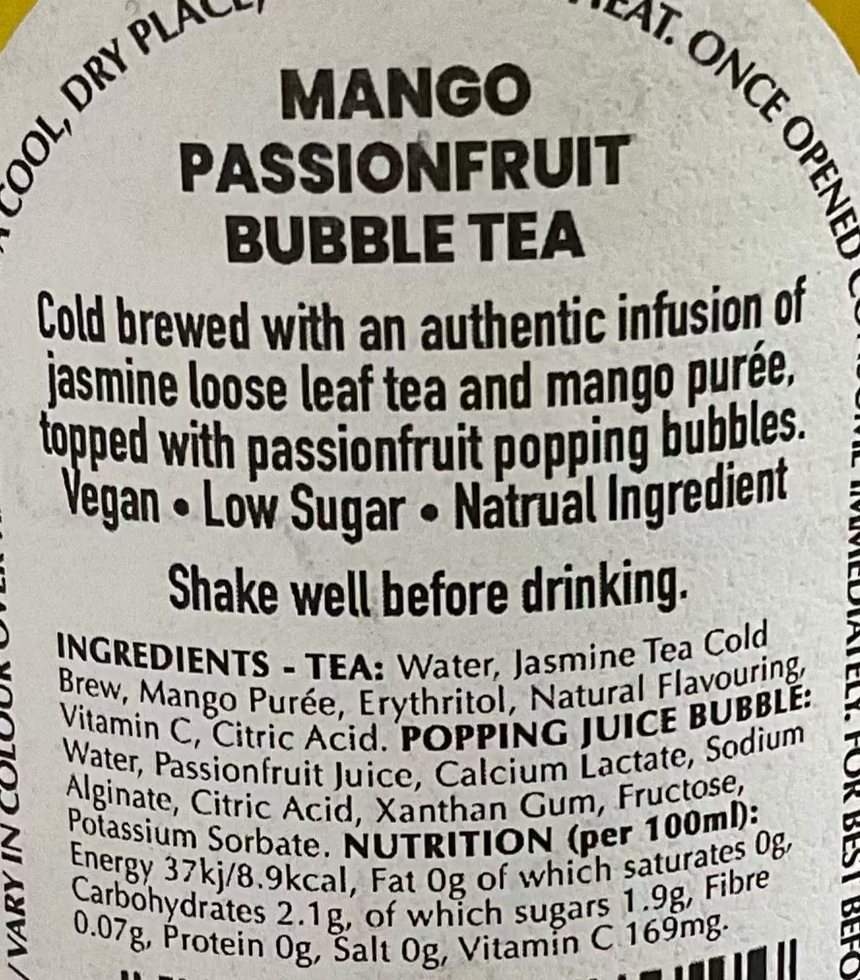 COOL, DRY PLACE,
HEAT. ONCE OPENED
IMMEDIATELY. FOR BEST BEFO
VARY IN COLOUR OVER
MANGO
PASSIONFRUIT
BUBBLE TEA
Cold brewed with an authentic infusion of
jasmine loose leaf tea and mango purée,
topped with passionfruit popping bubbles.
Vegan • Low Sugar • Natrual Ingredient
Shake well before drinking.
INGREDIENTS - TEA: Water, Jasmine Tea Cold
Brew, Mango Purée, Erythritol, Natural Flavouring,
Vitamin C, Citric Acid. POPPING JUICE BUBBLE:
Water, Passionfruit Juice, Calcium Lactate, Sodium
Alginate, Citric Acid, Xanthan Gum, Fructose,
Potassium Sorbate. NUTRITION (per 100ml):
Energy 37kj/8.9kcal, Fat 0g of which saturates 0g,
Carbohydrates 2.1g, of which sugars 1.9g, Fibre
0.07g, Protein 0g, Salt 0g, Vitamin C 169mg.